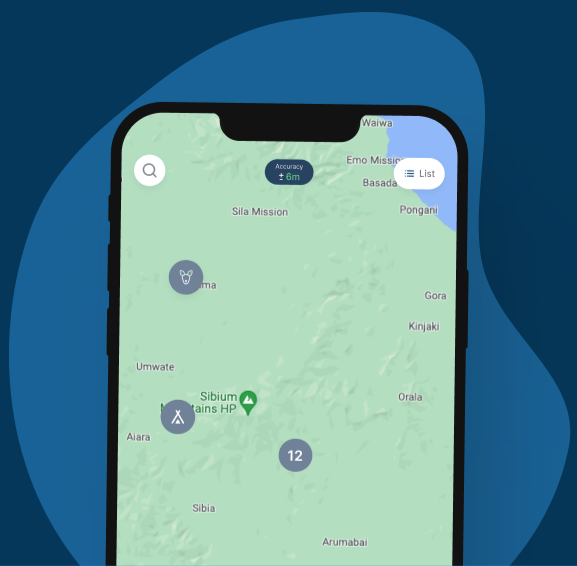 Waiwa
Accuracy
± 6m
Emo Mission
List
Basada
Sila Mission
Pongani
ma
Gora
Kinjaki
Umwate
Sibium
M tains HP
Orala
Aiara
12
Sibia
Arumabai